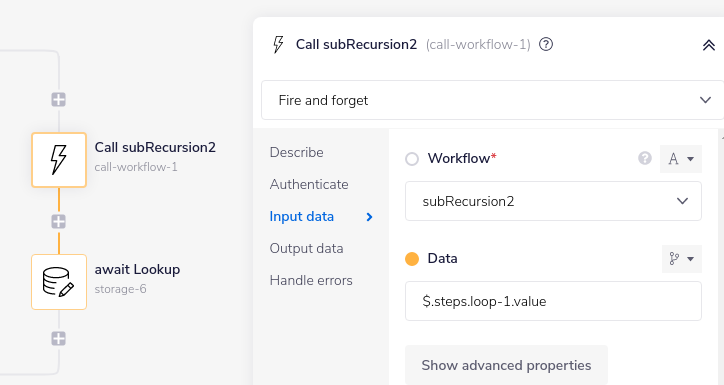 Call subRecursion2
call-workflow-1
await Lookup
storage-6
Call subRecursion2 (call-workflow-1) ?
Fire and forget
Describe
Authenticate
Input data
Output data
Handle errors
Workflow* ? A
subRecursion2
Data
$.steps.loop-1.value
Show advanced properties